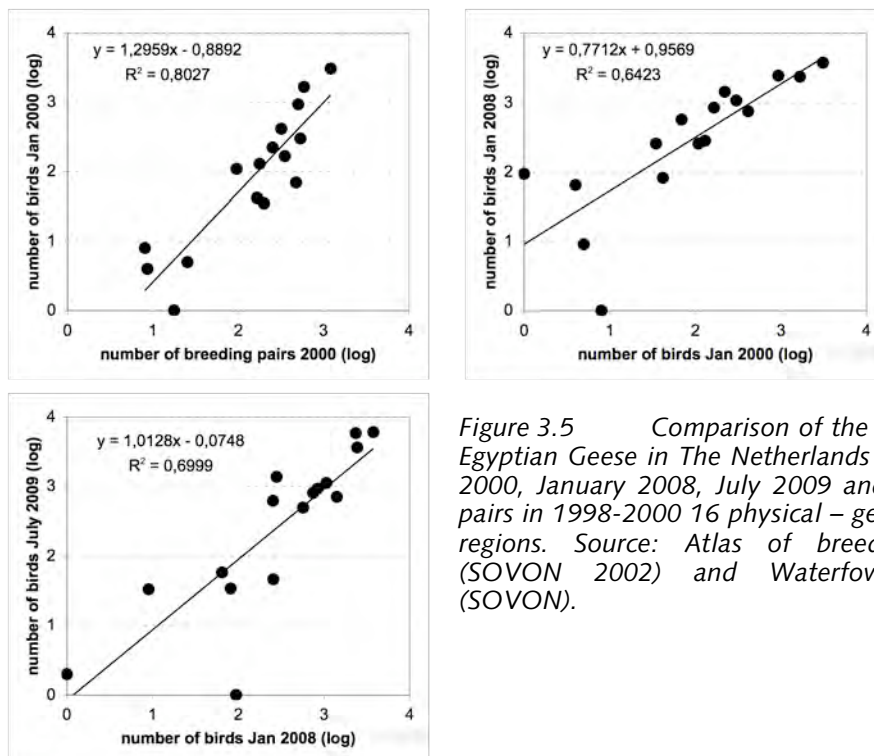 y = 1,2959x - 0,8892
R² = 0,8027
number of birds Jan 2000 (log)
4
3
2
1
0
0 1 2 3 4
number of breeding pairs 2000 (log)
y = 0,7712x + 0,9569
R² = 0,6423
number of birds Jan 2008 (log)
4
3
2
1
0
0 1 2 3 4
number of birds Jan 2000 (log)
y = 1,0128x - 0,0748
R² = 0,6999
number of birds July 2009 (log)
4
3
2
1
0
0 1 2 3 4
number of birds Jan 2008 (log)
Figure 3.5 Comparison of the
Egyptian Geese in The Netherlands
2000, January 2008, July 2009 and
pairs in 1998-2000 16 physical – ge
regions. Source: Atlas of breed
(SOVON 2002) and Waterfov
(SOVON).